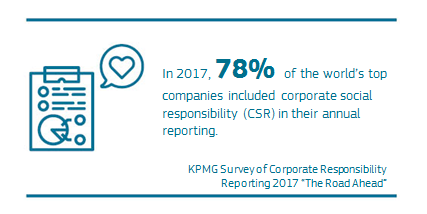 In 2017, 78% of the world's top
companies included corporate social
responsibility (CSR) in their annual
reporting.
KPMG Survey of Corporate Responsibility
Reporting 2017 "The Road Ahead"